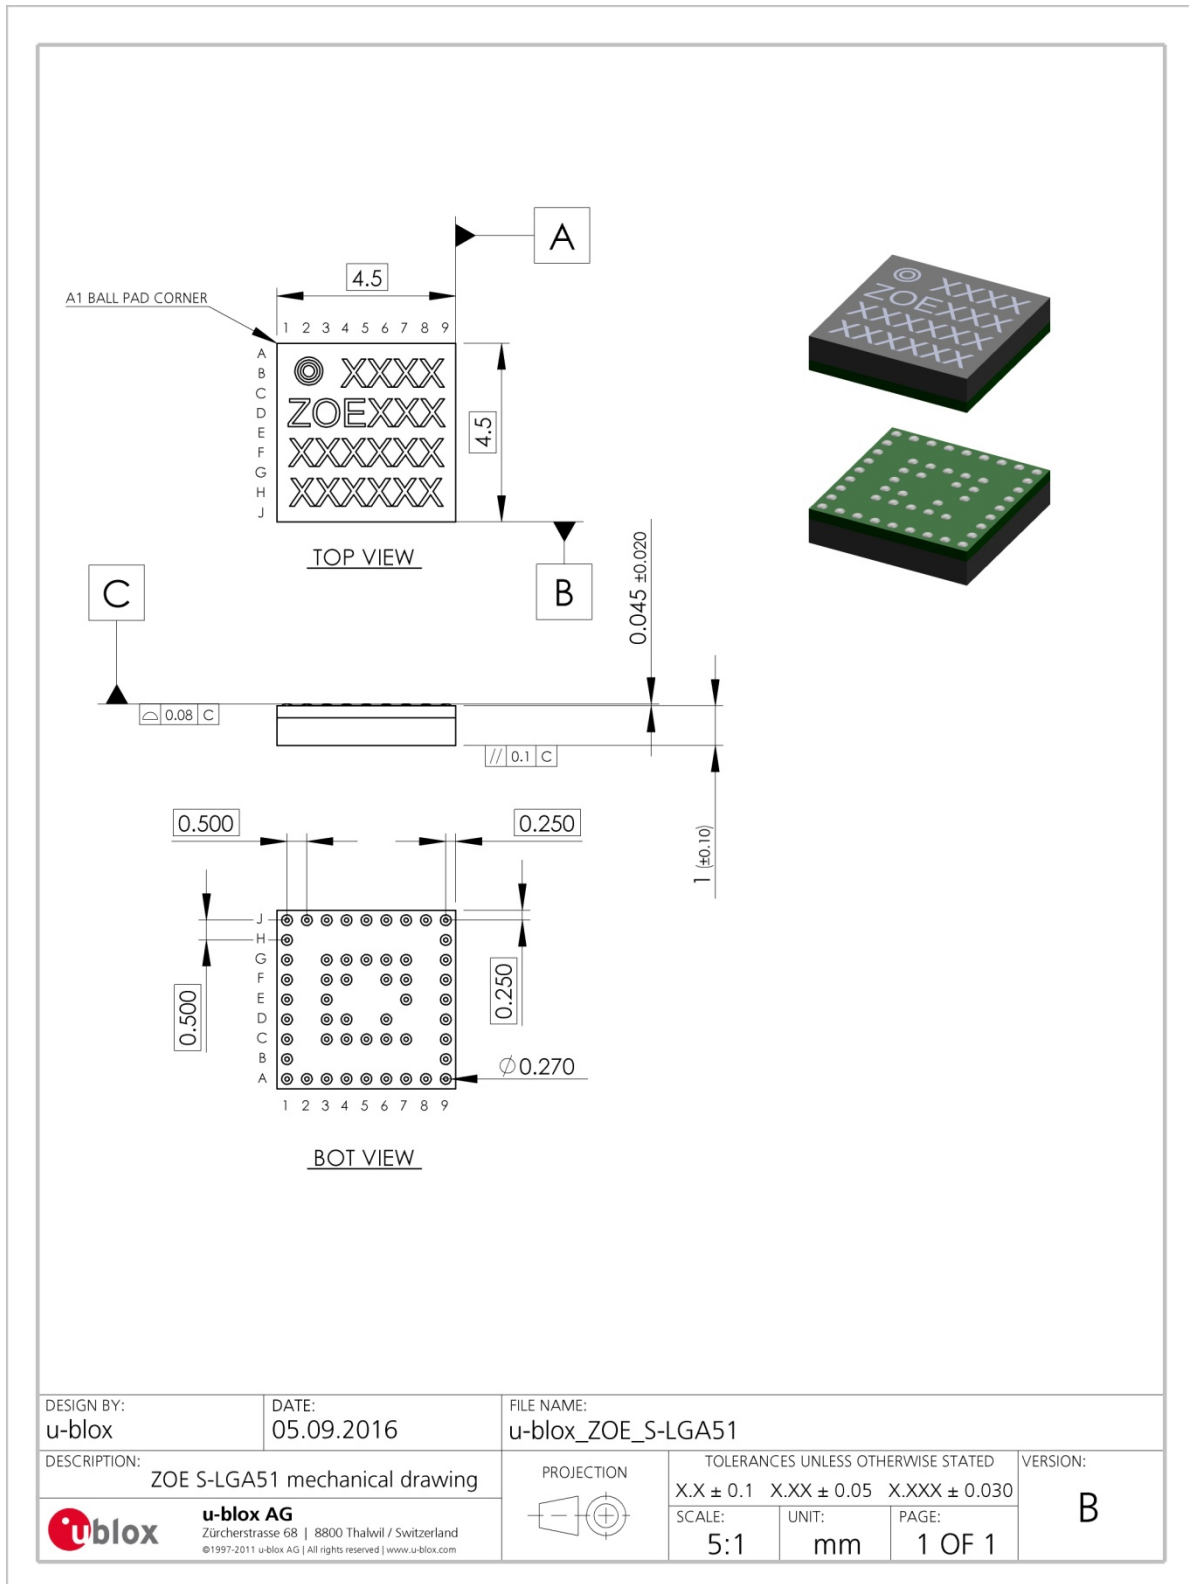 A
4.5
A1 BALL PAD CORNER
1 2 3 4 5 6 7 8 9
A
B
C
D
E
F
G
H
J
XXXX
ZOEXXX
XXXXXX
XXXXXX
4.5
TOP VIEW
XXXX
ZOEXXX
XXXXXX
XXXXXX
C
B
0.045 ±0.020
⌓ 0.08 C
// 0.1 C
1 (±0.10)
0.500
0.250
J
H
G
F
E
D
C
B
A
0.500
0.250
∅0.270
1 2 3 4 5 6 7 8 9
BOT VIEW
DESIGN BY:
u-blox
DATE:
05.09.2016
FILE NAME:
u-blox_ZOE_S-LGA51
DESCRIPTION:
ZOE S-LGA51 mechanical drawing
PROJECTION
TOLERANCES UNLESS OTHERWISE STATED
X.X ± 0.1 X.XX ± 0.05 X.XXX ± 0.030
VERSION:
B
ublox
u-blox AG
Zürcherstrasse 68 | 8800 Thalwil / Switzerland
©1997-2011 u-blox AG | All rights reserved | www.u-blox.com
SCALE:
5:1
UNIT:
mm
PAGE:
1 OF 1